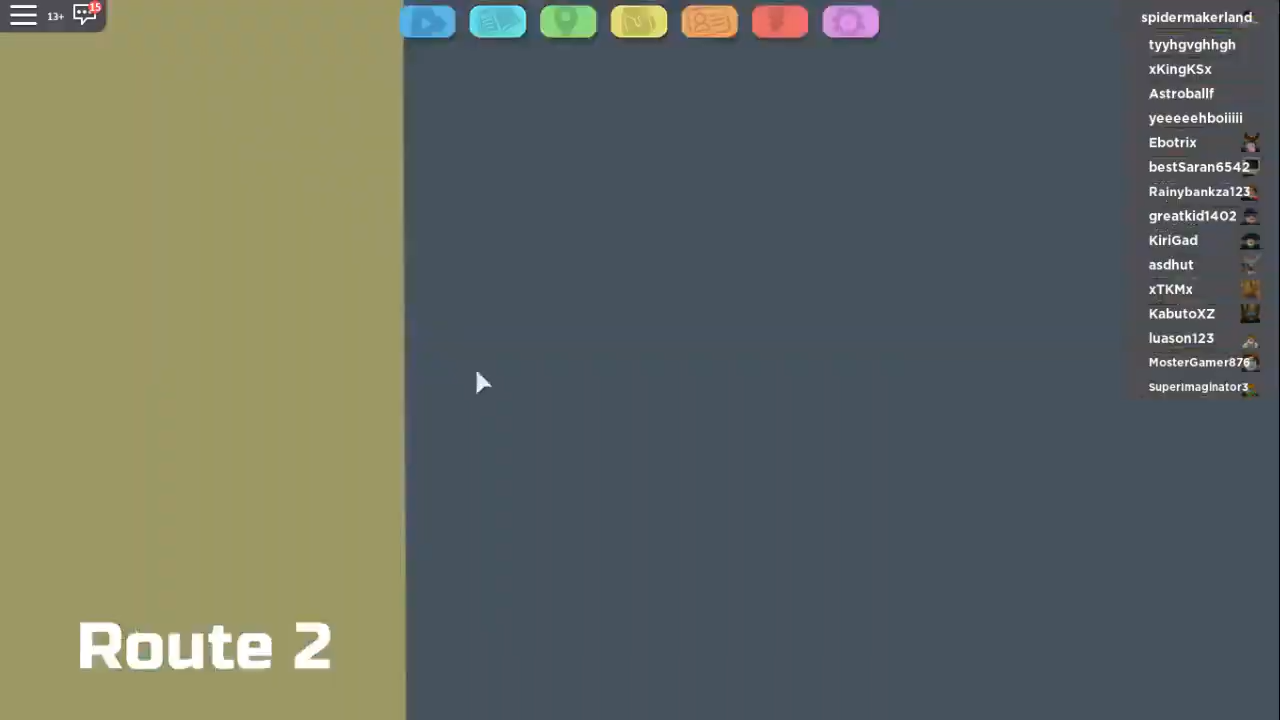 13+
15
spidermakerland
tyyhgvghhgh
xKingKSx
Astroballf
yeeeeehboiiiii
Ebotrix
bestSaran6542
Rainybankza123
greatkid1402
KiriGad
asdhut
xTKMx
KabutoXZ
luason123
MosterGamer876
SuperImaginator3
Route 2